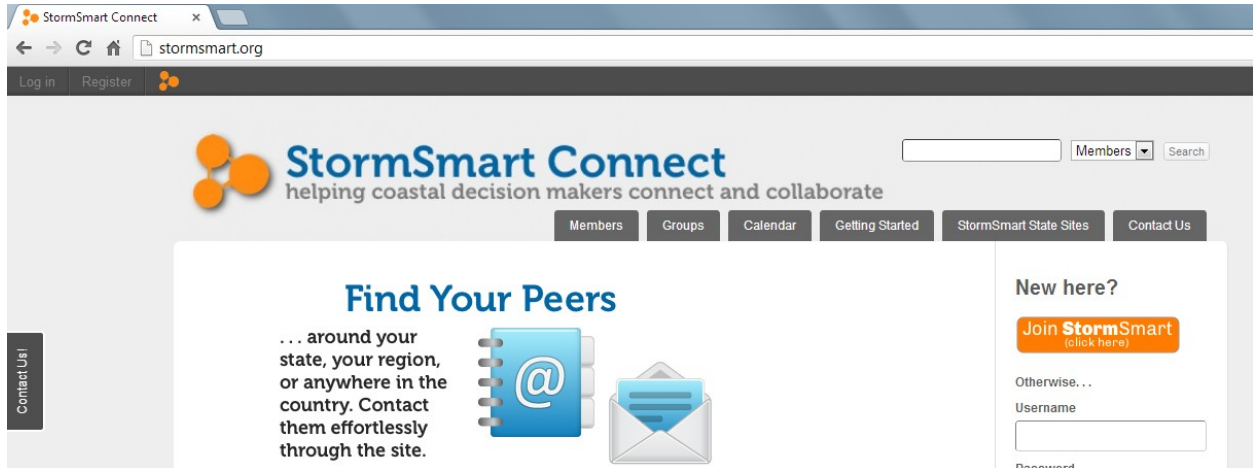 StormSmart Connect
stormsmart.org
Log in Register
StormSmart Connect
helping coastal decision makers connect and collaborate
Members Search
Members Groups Calendar Getting Started StormSmart State Sites Contact Us
Find Your Peers
... around your
state, your region,
or anywhere in the
country. Contact
them effortlessly
through the site.
@
New here?
Join StormSmart
(click here)
Otherwise...
Username
Password
Contact Us!